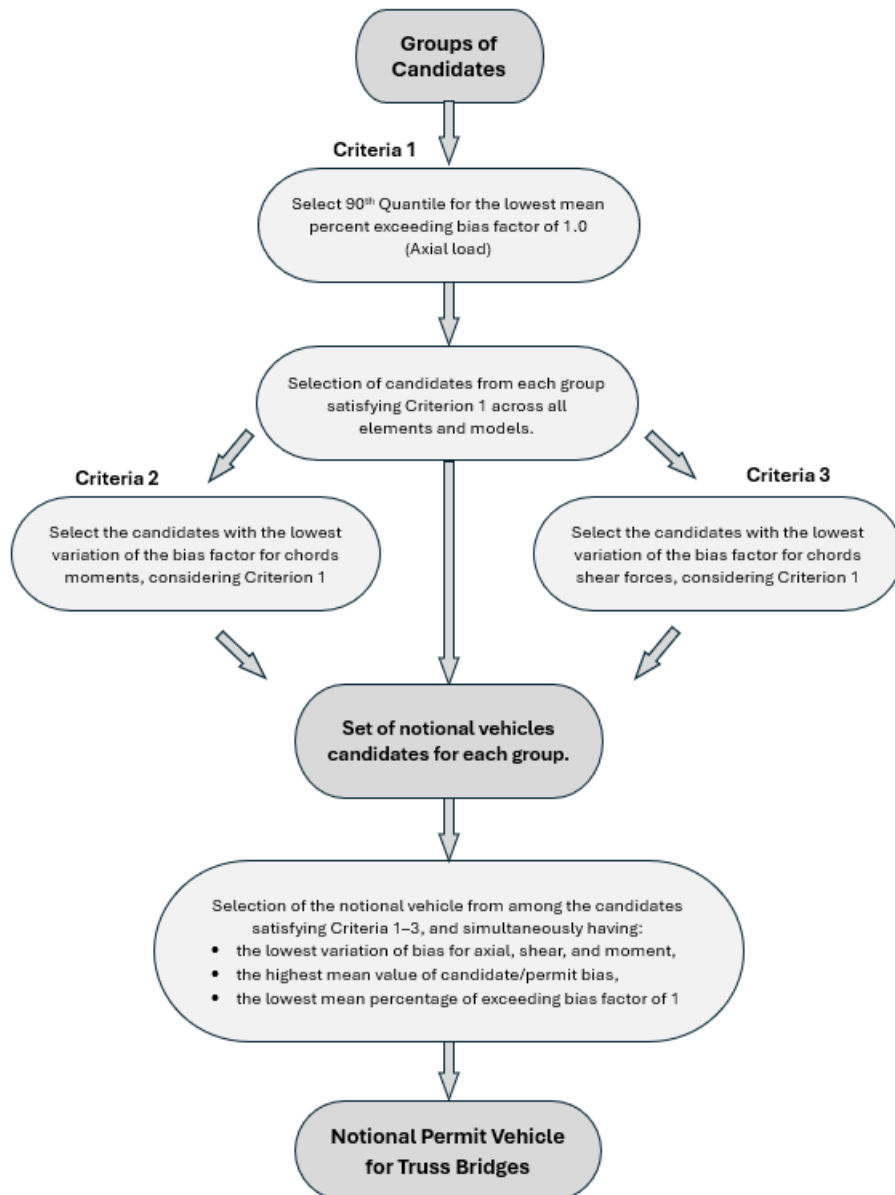 Groups of
Candidates
Criteria 1
Select 90th Quantile for the lowest mean
percent exceeding bias factor of 1.0
(Axial load)
Selection of candidates from each group
satisfying Criterion 1 across all
elements and models.
Criteria 2
Select the candidates with the lowest
variation of the bias factor for chords
moments, considering Criterion 1
Criteria 3
Select the candidates with the lowest
variation of the bias factor for chords
shear forces, considering Criterion 1
Set of notional vehicles
candidates for each group.
Selection of the notional vehicle from among the candidates
satisfying Criteria 1–3, and simultaneously having:
• the lowest variation of bias for axial, shear, and moment,
• the highest mean value of candidate/permit bias,
• the lowest mean percentage of exceeding bias factor of 1
Notional Permit Vehicle
for Truss Bridges